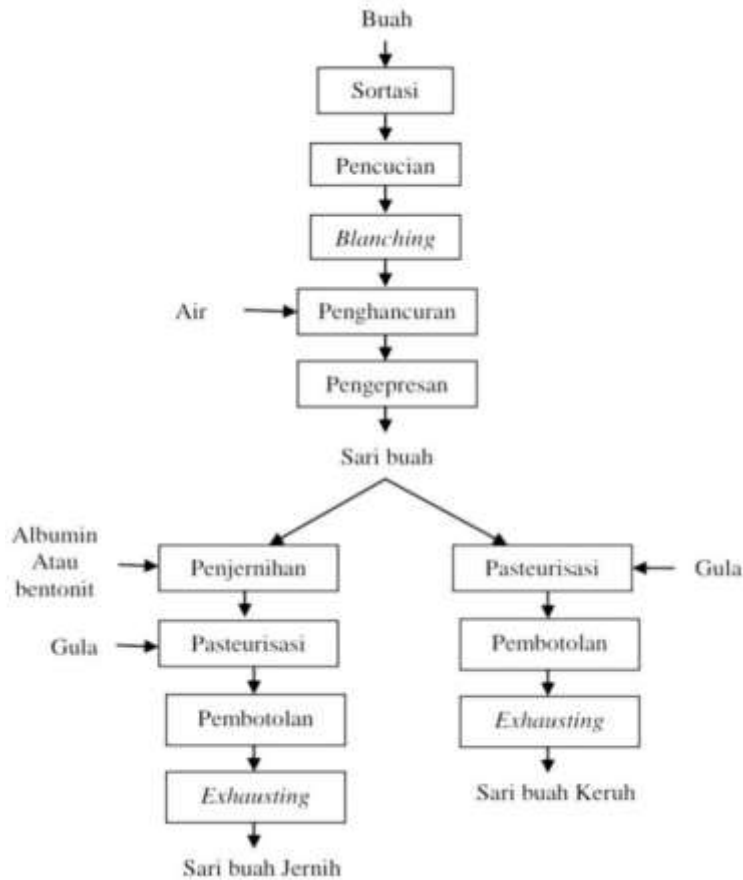 Buah
Sortasi
Pencucian
Blanching
Air
Penghancuran
Pengepresan
Sari buah
Albumin
Atau
bentonit
Penjernihan
Gula
Pasteurisasi
Pembotolan
Exhausting
Sari buah Jernih
Pasteurisasi
Gula
Pembotolan
Exhausting
Sari buah Keruh